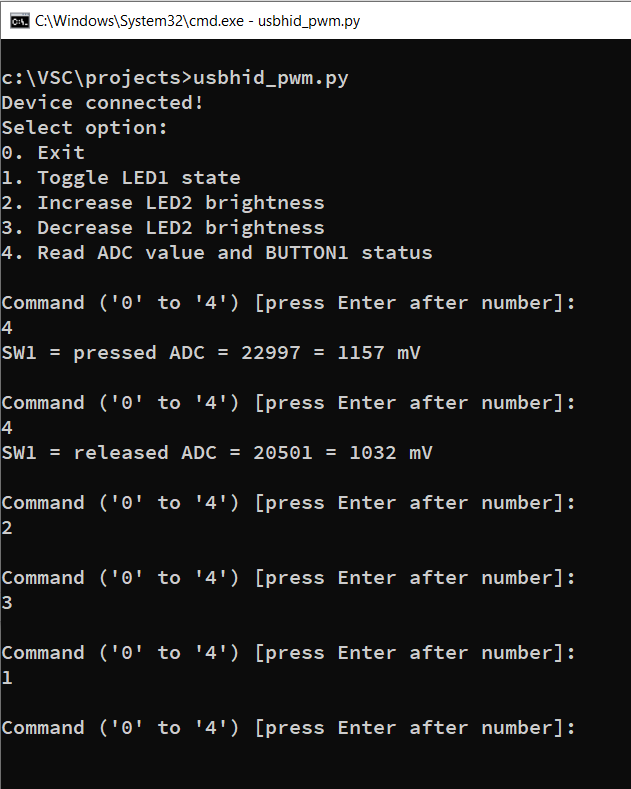 C:\Windows\System32\cmd.exe - usbhid_pwm.py
c:\VSC\projects>usbhid_pwm.py
Device connected!
Select option:
0. Exit
1. Toggle LED1 state
2. Increase LED2 brightness
3. Decrease LED2 brightness
4. Read ADC value and BUTTON1 status
Command ('0' to '4') [press Enter after number]:
4
SW1 = pressed ADC = 22997 = 1157 mV
Command ('0' to '4') [press Enter after number]:
4
SW1 = released ADC = 20501 = 1032 mV
Command ('0' to '4') [press Enter after number]:
2
Command ('0' to '4') [press Enter after number]:
3
Command ('0' to '4') [press Enter after number]:
1
Command ('0' to '4') [press Enter after number]: